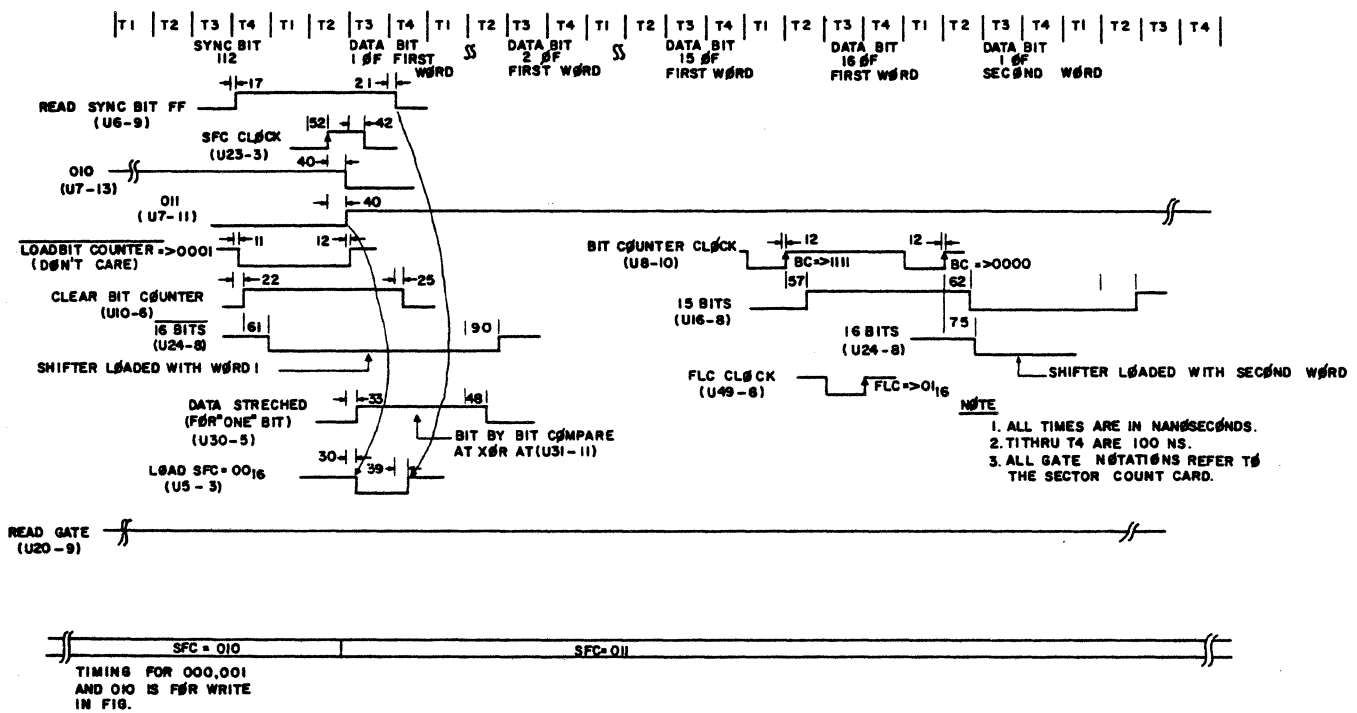 T1 | T2 | T3 | T4 | T1 | T2 | T3 | T4 | T1 | T2 | T3 | T4 | T1 | T2 | T3 | T4 | T1 | T2 | T3 | T4 | T1 | T2 | T3 | T4 | T1 | T2 | T3 | T4
SYNC BIT
112
DATA BIT
1 ØF FIRST
WØRD
DATA BIT
2 ØF
FIRST WØRD
DATA BIT
15 ØF
FIRST WØRD
DATA BIT
16 ØF
FIRST WØRD
DATA BIT
1 ØF
SECØND WØRD
READ SYNC BIT FF
(U6-9)
17
21
SFC CLØCK
(U23-3)
52
42
010
(U7-13)
40
011
(U7-11)
40
LOADBIT COUNTER =>0001
(DØN'T CARE)
11
12
BIT CØUNTER CLØCK
(U8-10)
12
BC=>1111
12
BC=>0000
CLEAR BIT CØUNTER
(U10-6)
22
25
15 BITS
(U16-8)
57
62
16 BITS
(U24-8)
61
90
16 BITS
(U24-8)
75
SHIFTER LØADED WITH WØRD 1
SHIFTER LØADED WITH SECØND WØRD
FLC CLØCK
(U49-6)
FLC=>01₁₆
DATA STRECHED
(FØR"ONE" BIT)
(U30-5)
33
48
BIT BY BIT CØMPARE
AT XØR AT(U31-11)
LØAD SFC=00₁₆
(U5-3)
30
39
NØTE
1. ALL TIMES ARE IN NANØSECØNDS.
2. T1THRU T4 ARE 100 NS.
3. ALL GATE NØTATIØNS REFER TØ
THE SECTØR CØUNT CARD.
READ GATE
(U20-9)
SFC = 010
SFC=011
TIMING FØR 000,001
AND 010 IS FØR WRITE
IN FIG.